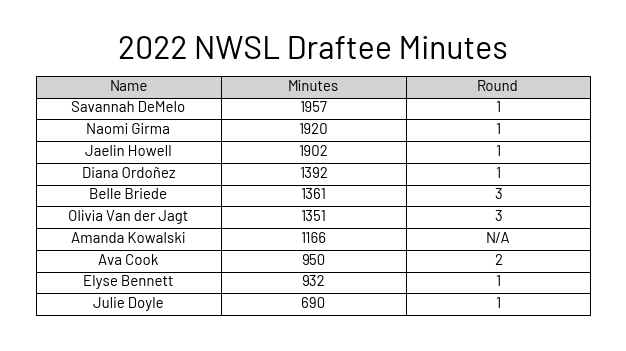 2022 NWSL Draftee Minutes
Name Minutes Round
Savannah DeMelo 1957 1
Naomi Girma 1920 1
Jaelin Howell 1902 1
Diana Ordoñez 1392 1
Belle Briede 1361 3
Olivia Van der Jagt 1351 3
Amanda Kowalski 1166 N/A
Ava Cook 950 2
Elyse Bennett 932 1
Julie Doyle 690 1